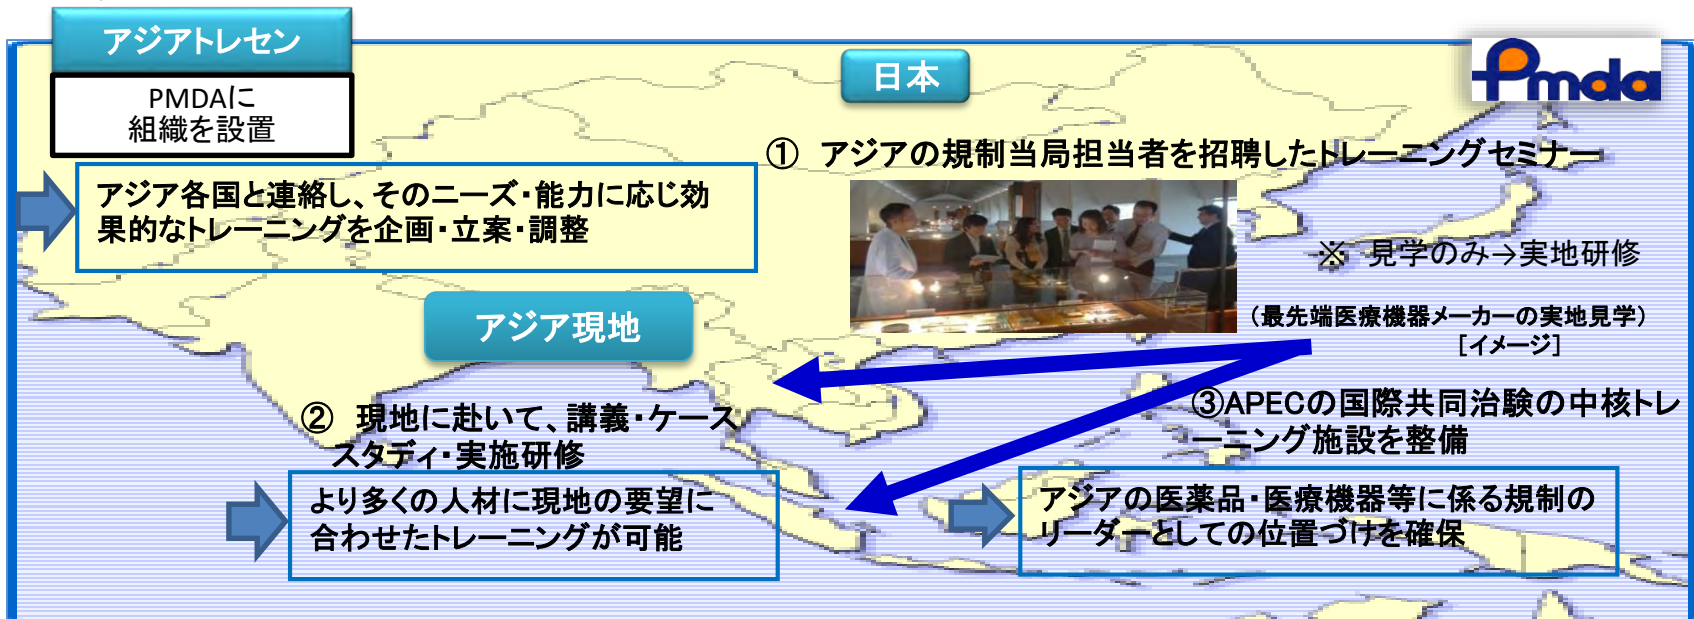 アジアトレセン
PMDAに
組織を設置
アジア各国と連絡し、そのニーズ・能力に応じ効
果的なトレーニングを企画・立案・調整
日本
Pmda
① アジアの規制当局担当者を招聘したトレーニングセミナー
※ 見学のみ→実地研修
（最先端医療機器メーカーの実地見学）
［イメージ］
アジア現地
② 現地に赴いて、講義・ケース
スタディ・実施研修
より多くの人材に現地の要望に
合わせたトレーニングが可能
③APECの国際共同治験の中核トレ
ーニング施設を整備
アジアの医薬品・医療機器等に係る規制の
リーダーとしての位置づけを確保